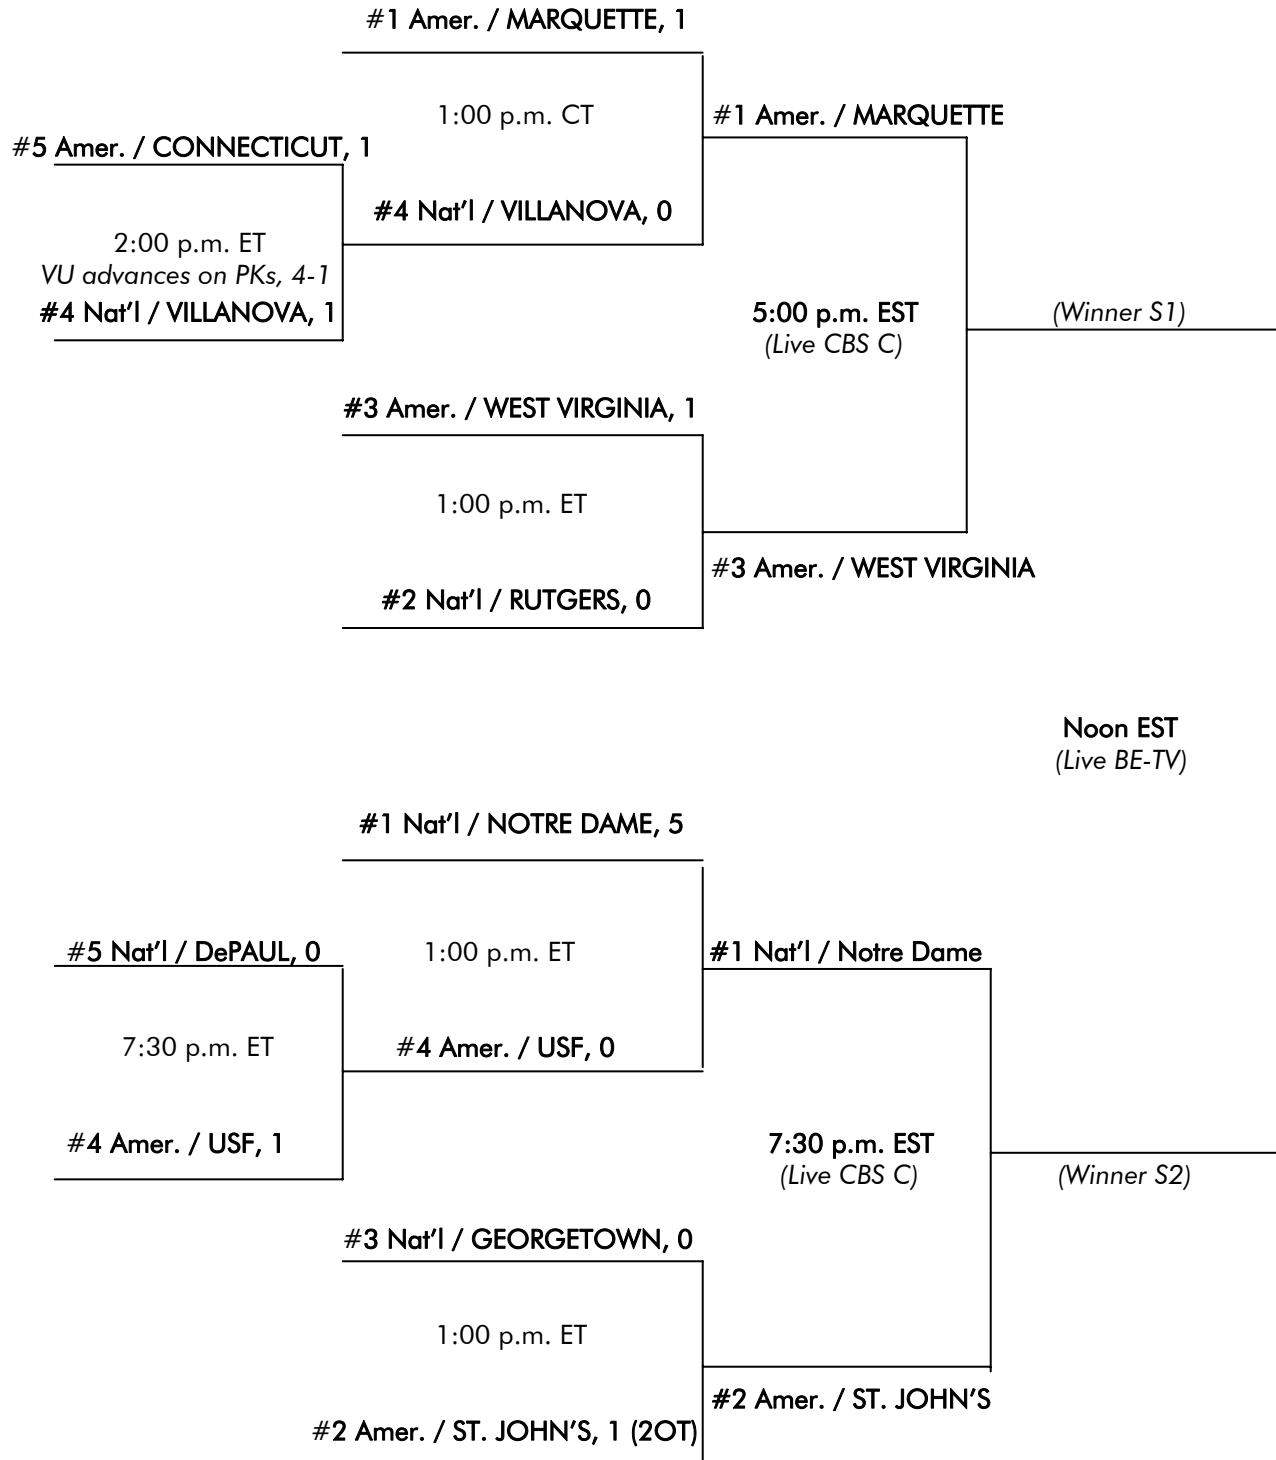 #1 Amer. / MARQUETTE, 1
1:00 p.m. CT
#1 Amer. / MARQUETTE
#5 Amer. / CONNECTICUT, 1
#4 Nat'l / VILLANOVA, 0
2:00 p.m. ET
VU advances on PKs, 4-1
#4 Nat'l / VILLANOVA, 1
5:00 p.m. EST
(Live CBS C)
(Winner S1)
#3 Amer. / WEST VIRGINIA, 1
1:00 p.m. ET
#3 Amer. / WEST VIRGINIA
#2 Nat'l / RUTGERS, 0
Noon EST
(Live BE-TV)
#1 Nat'l / NOTRE DAME, 5
#5 Nat'l / DePAUL, 0
1:00 p.m. ET
#1 Nat'l / Notre Dame
7:30 p.m. ET
#4 Amer. / USF, 0
#4 Amer. / USF, 1
7:30 p.m. EST
(Live CBS C)
(Winner S2)
#3 Nat'l / GEORGETOWN, 0
1:00 p.m. ET
#2 Amer. / ST. JOHN'S
#2 Amer. / ST. JOHN'S, 1 (2OT)